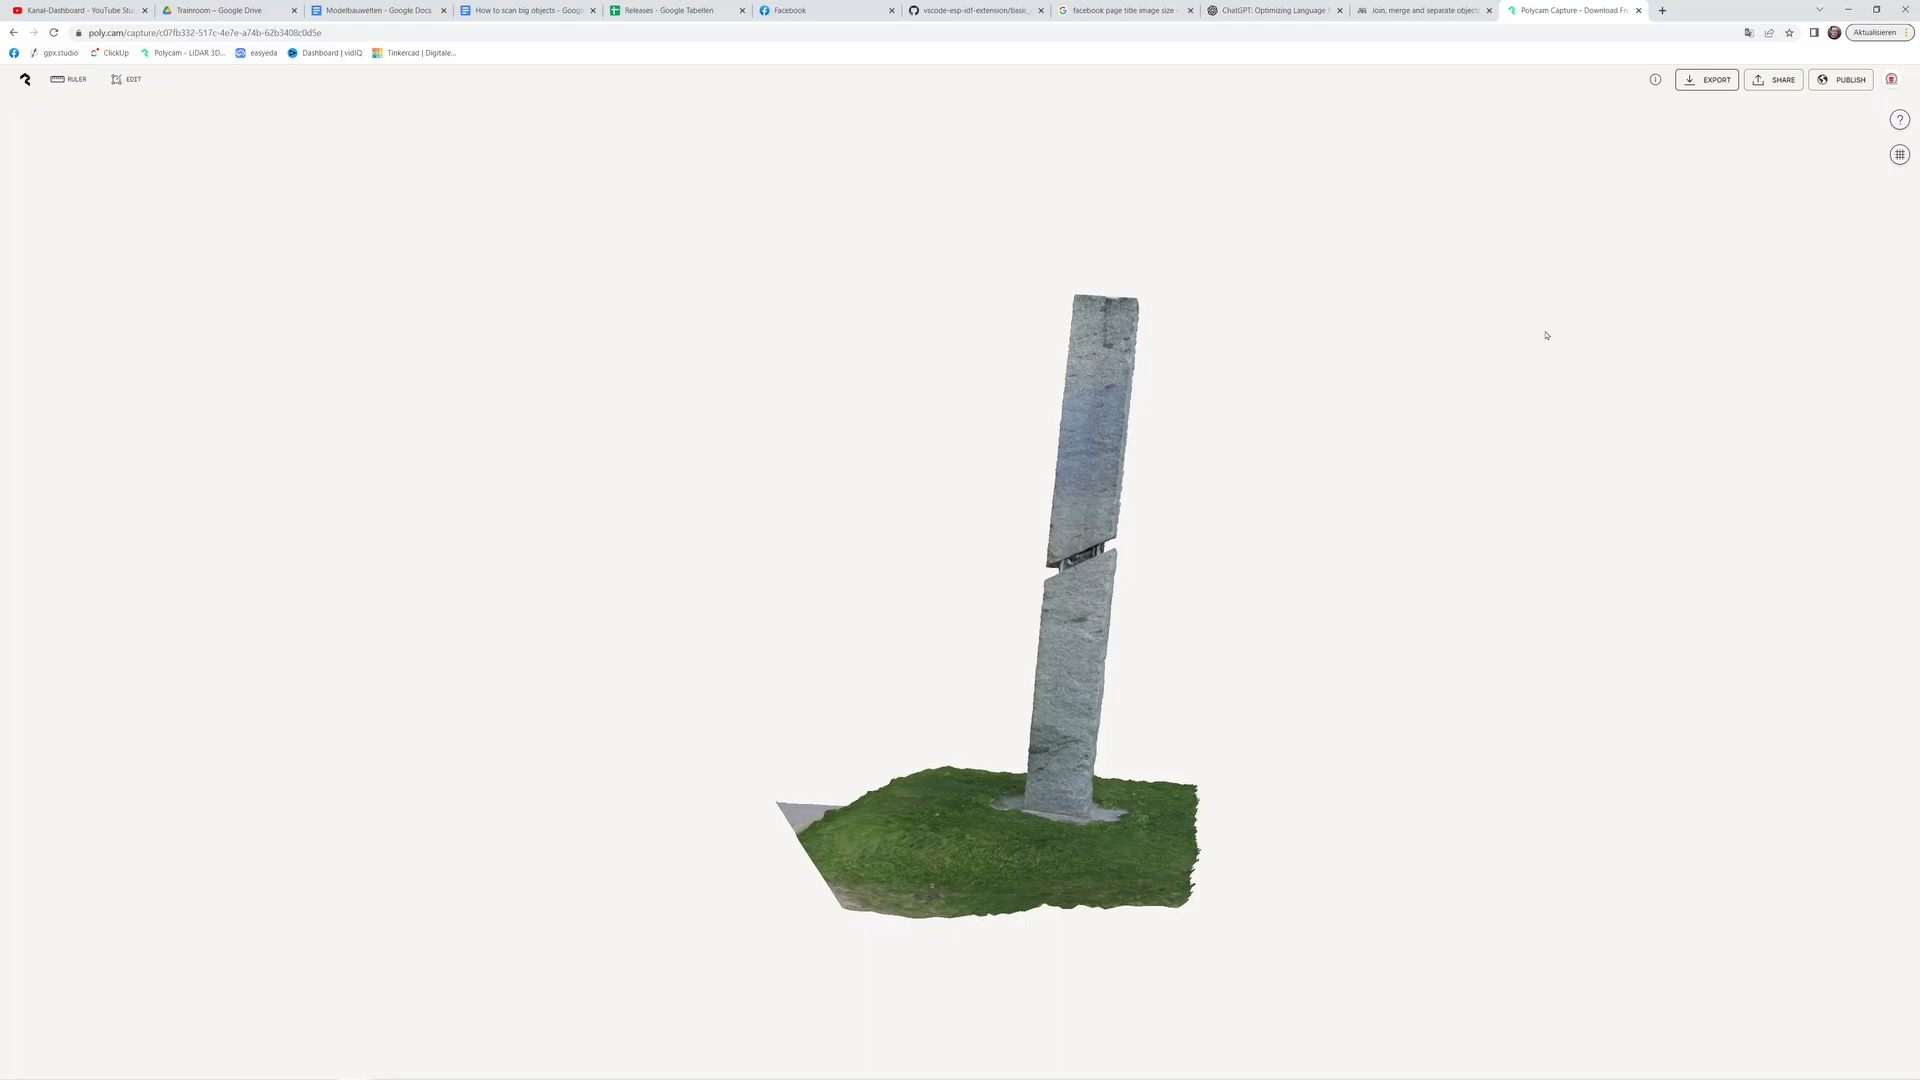 Kanal-Dashboard - YouTube Stu
Trainroom – Google Drive
Modelbauwelten - Google Docs
How to scan big objects - Googl
Releases - Google Tabellen
Facebook
vscode-esp-idf-extension/basic_
facebook page title image size -
ChatGPT: Optimizing Language
Join, merge and separate objects
Polycam Capture - Download Fr
poly.cam/capture/c07fb332-517c-4e7e-a74b-62b3408c0d5e
Aktualisieren
gpx.studio
ClickUp
Polycam - LiDAR 3D...
easyeda
Dashboard | vidIQ
Tinkercad | Digitale...
RULER
EDIT
EXPORT
SHARE
PUBLISH
?